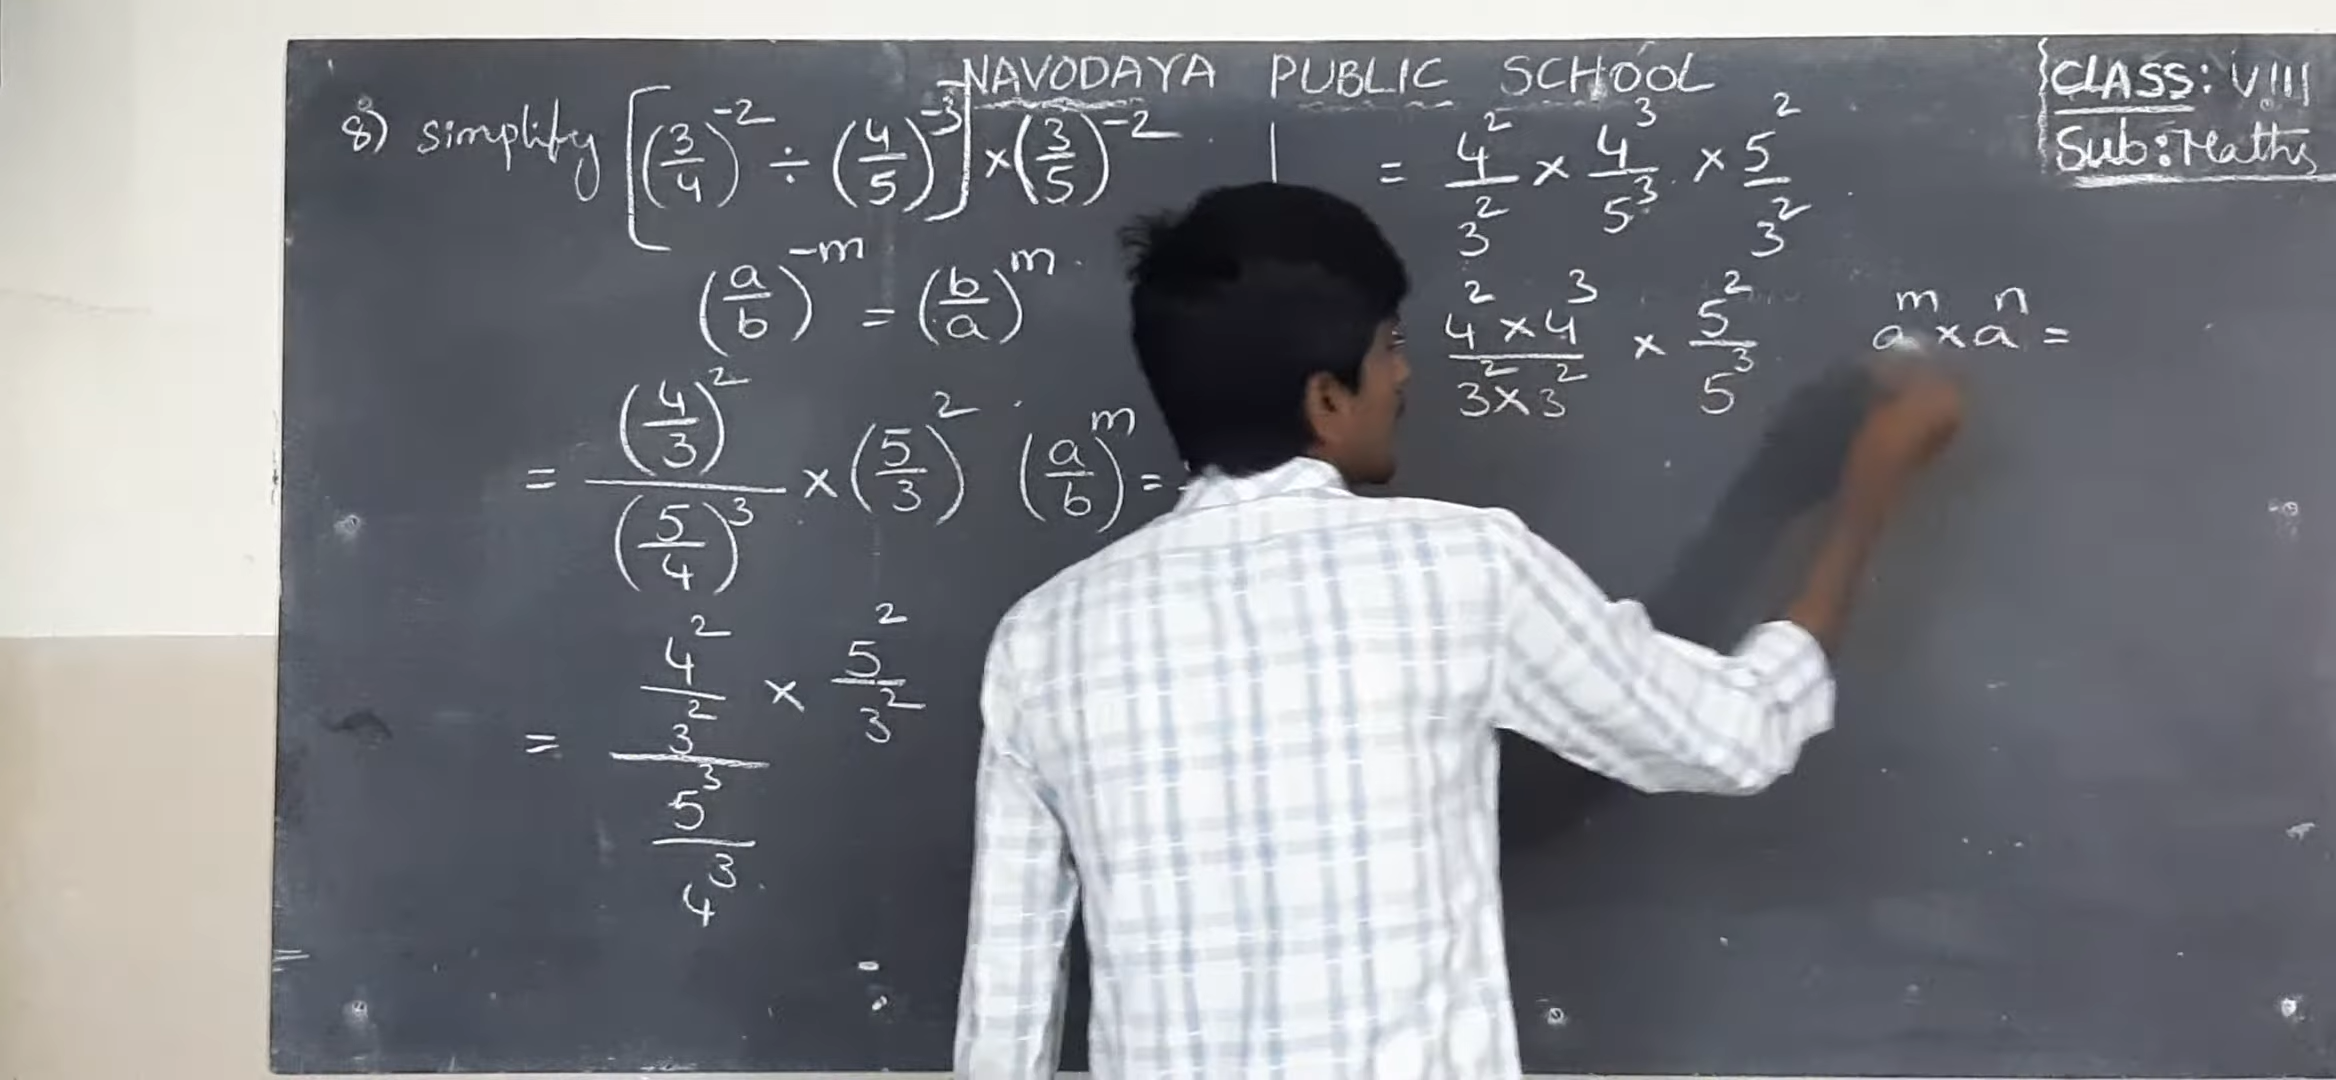 NAVODAYA PUBLIC SCHOOL
CLASS: VIII
Sub: Maths
8) simplify [(3/4)^-2 ÷ (4/5)^-3] × (3/5)^-2
(a/b)^-m = (b/a)^m
= (4/3)^2 / (5/4)^3 × (5/3)^2 (a/b)^m =
= (4^2/3^2) / (5^3/4^3) × 5^2/3^2
= 4^2/3^2 × 4^3/5^3 × 5^2/3^2
4^2 × 4^3 / 3^2 × 3^2 × 5^2/5^3 a^m × a^n =